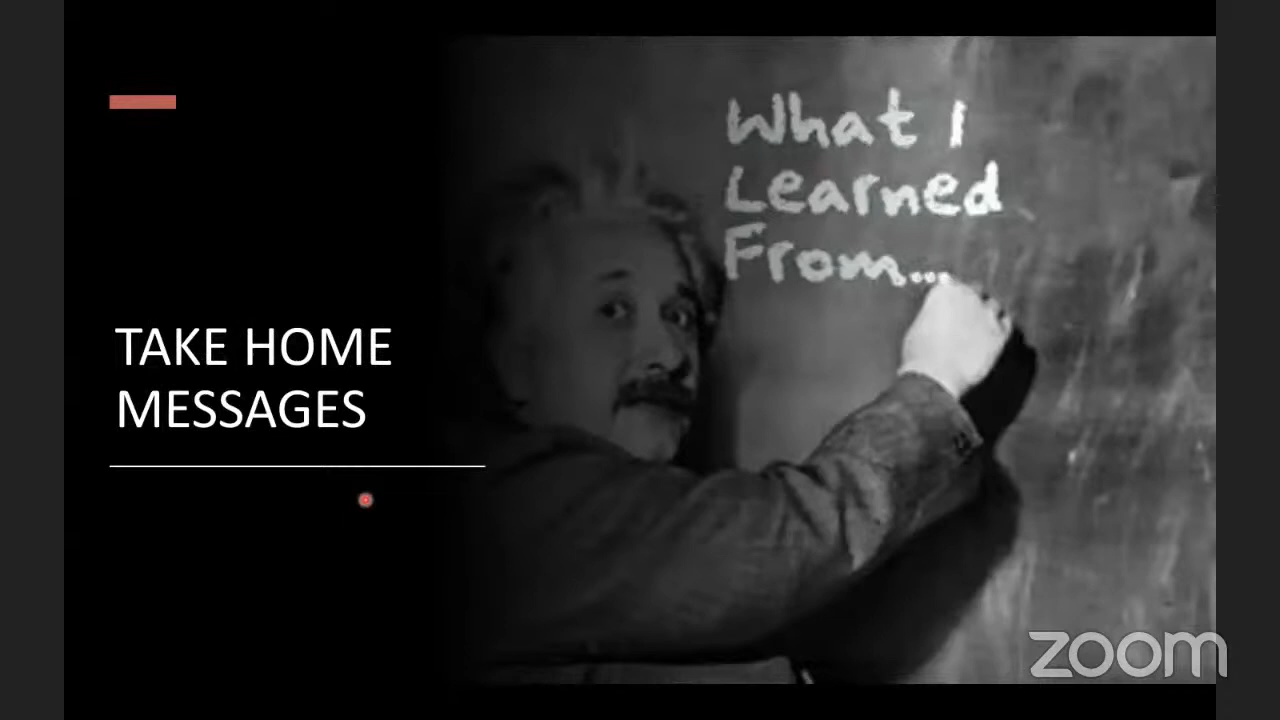 TAKE HOME
MESSAGES
What I
Learned
From...
zoom